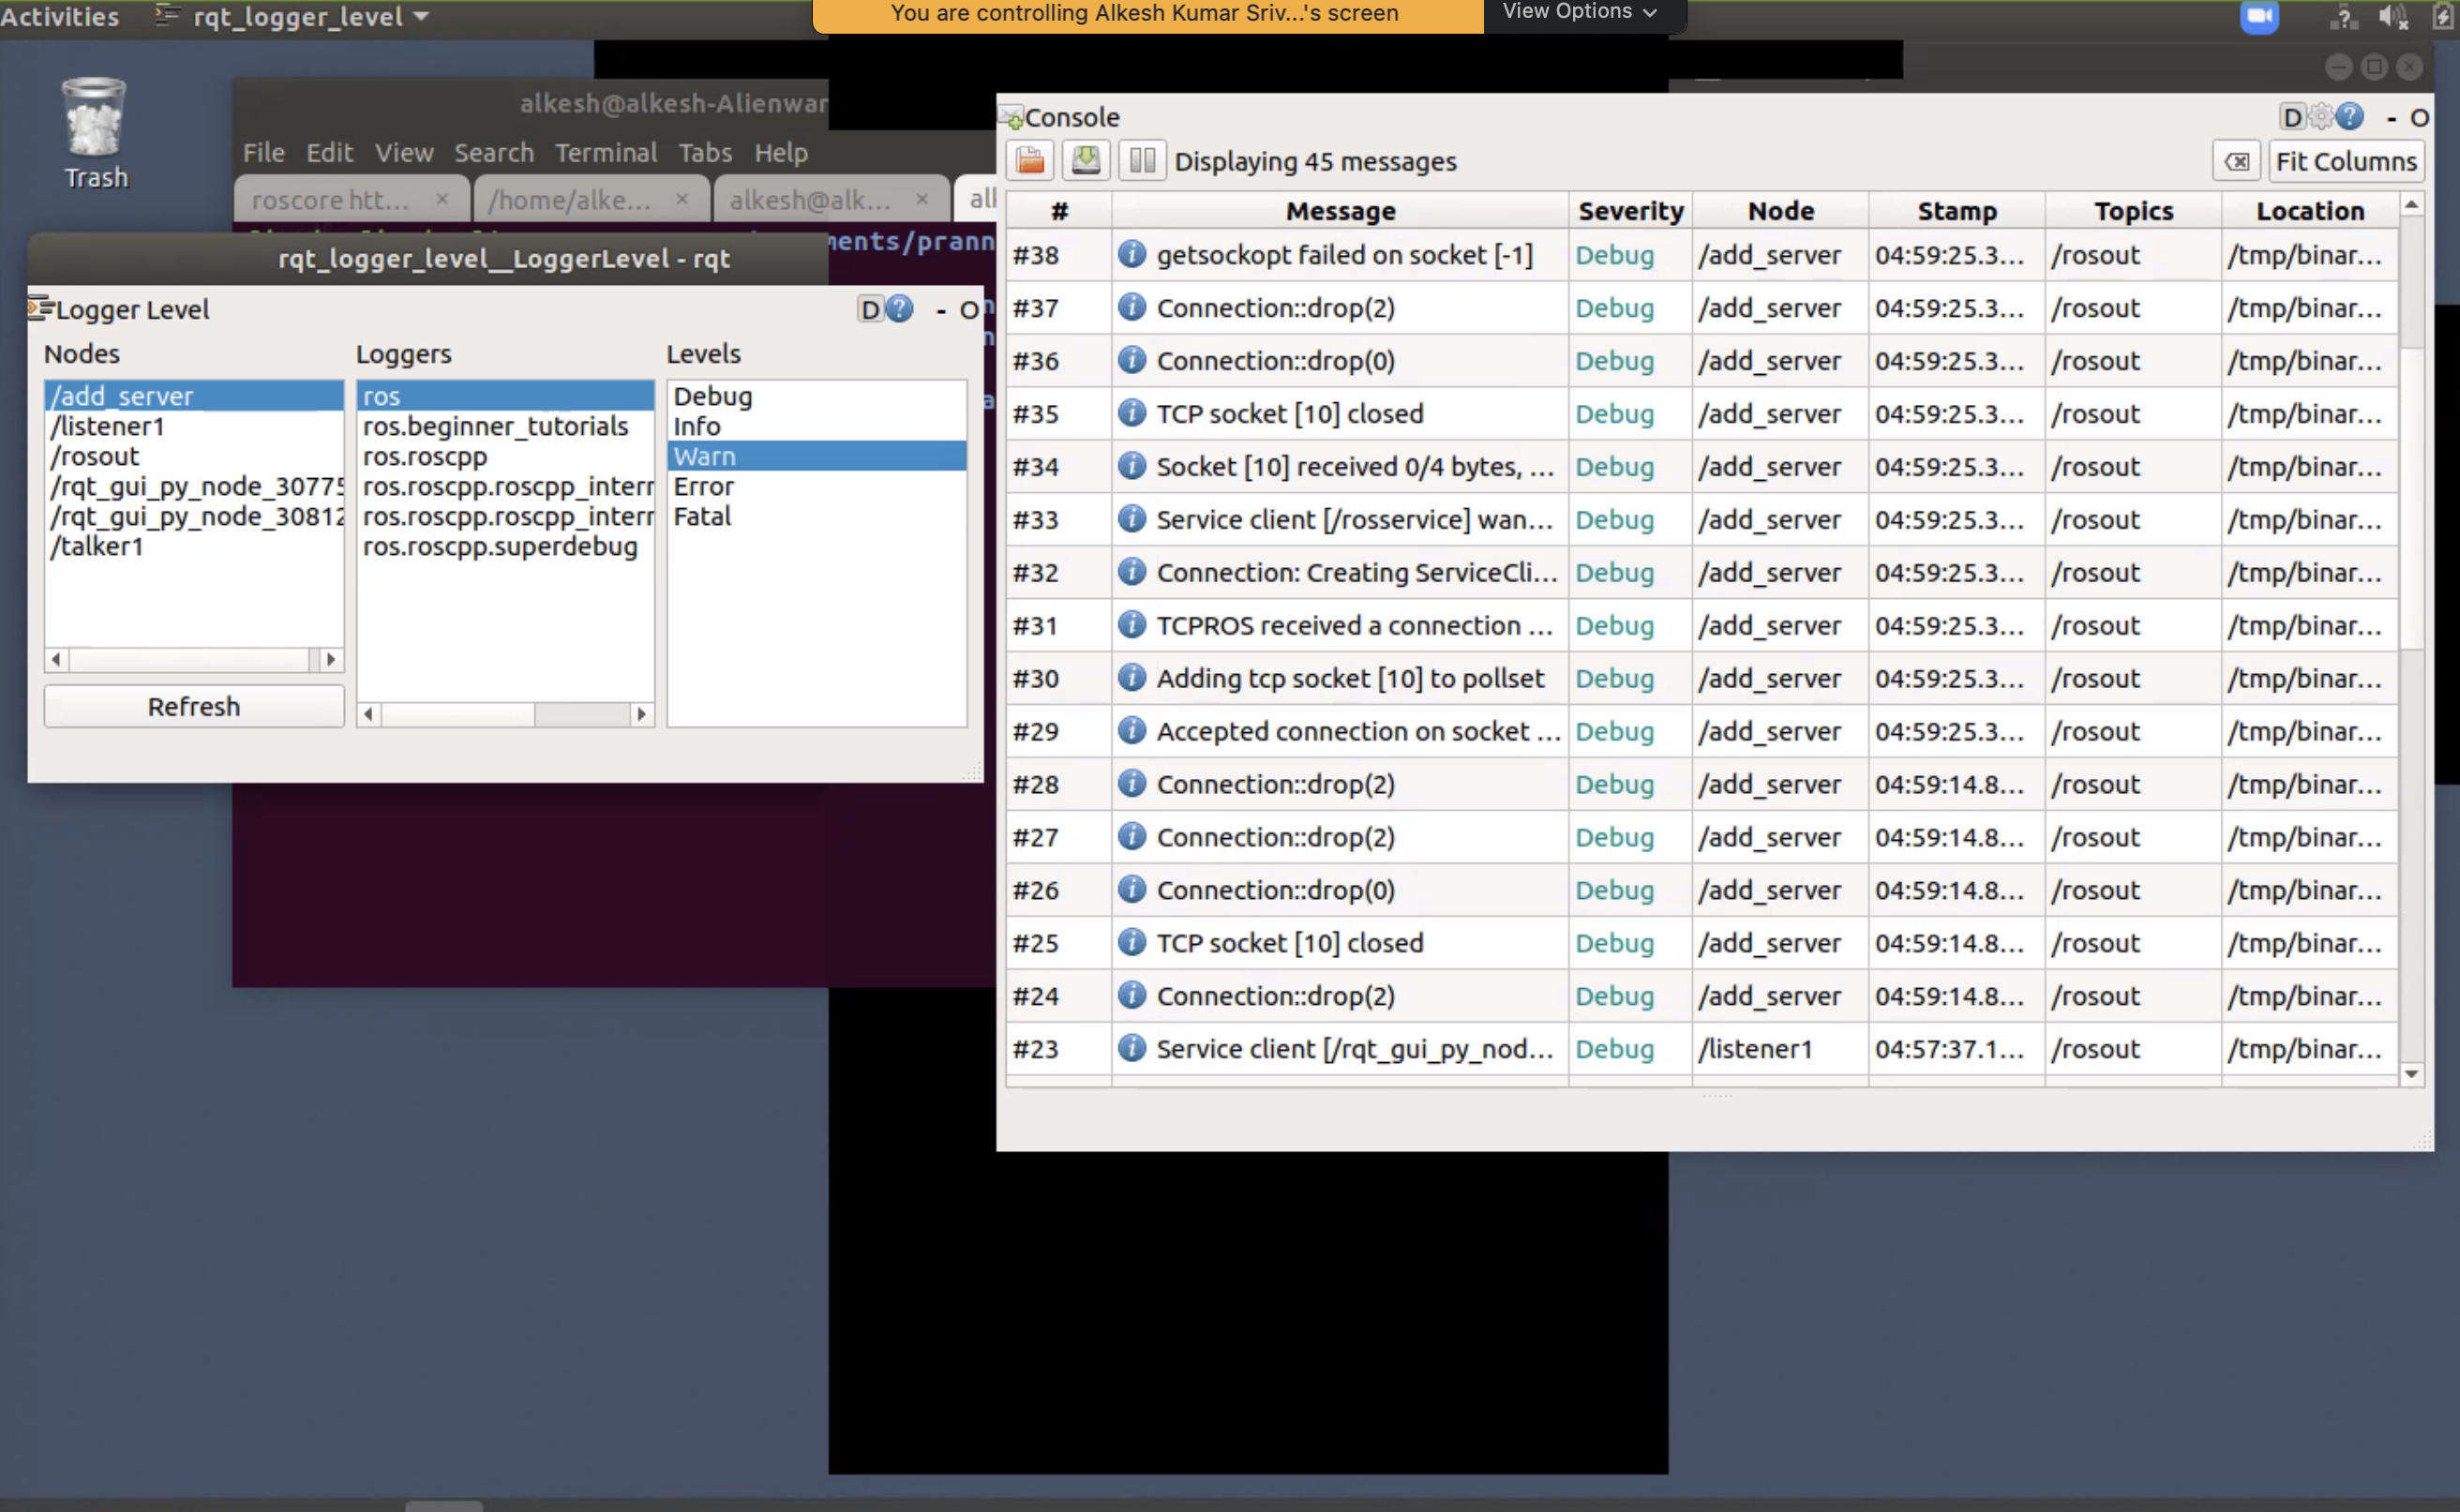 Activities rqt_logger_level
You are controlling Alkesh Kumar Sriv...'s screen View Options
Trash
alkesh@alkesh-Alienwar
File Edit View Search Terminal Tabs Help
roscore htt... × /home/alke... × alkesh@alk... ×
ments/prann
rqt_logger_level__LoggerLevel - rqt
Logger Level D ? - O
Nodes Loggers Levels
/add_server ros Debug
/listener1 ros.beginner_tutorials Info
/rosout ros.roscpp Warn
/rqt_gui_py_node_30775 ros.roscpp.roscpp_interr Error
/rqt_gui_py_node_30812 ros.roscpp.roscpp_interr Fatal
/talker1 ros.roscpp.superdebug
Refresh
Console D ? - O
Displaying 45 messages Fit Columns
# Message Severity Node Stamp Topics Location
#38 getsockopt failed on socket [-1] Debug /add_server 04:59:25.3... /rosout /tmp/binar...
#37 Connection::drop(2) Debug /add_server 04:59:25.3... /rosout /tmp/binar...
#36 Connection::drop(0) Debug /add_server 04:59:25.3... /rosout /tmp/binar...
#35 TCP socket [10] closed Debug /add_server 04:59:25.3... /rosout /tmp/binar...
#34 Socket [10] received 0/4 bytes, ... Debug /add_server 04:59:25.3... /rosout /tmp/binar...
#33 Service client [/rosservice] wan... Debug /add_server 04:59:25.3... /rosout /tmp/binar...
#32 Connection: Creating ServiceCli... Debug /add_server 04:59:25.3... /rosout /tmp/binar...
#31 TCPROS received a connection ... Debug /add_server 04:59:25.3... /rosout /tmp/binar...
#30 Adding tcp socket [10] to pollset Debug /add_server 04:59:25.3... /rosout /tmp/binar...
#29 Accepted connection on socket ... Debug /add_server 04:59:25.3... /rosout /tmp/binar...
#28 Connection::drop(2) Debug /add_server 04:59:14.8... /rosout /tmp/binar...
#27 Connection::drop(2) Debug /add_server 04:59:14.8... /rosout /tmp/binar...
#26 Connection::drop(0) Debug /add_server 04:59:14.8... /rosout /tmp/binar...
#25 TCP socket [10] closed Debug /add_server 04:59:14.8... /rosout /tmp/binar...
#24 Connection::drop(2) Debug /add_server 04:59:14.8... /rosout /tmp/binar...
#23 Service client [/rqt_gui_py_nod... Debug /listener1 04:57:37.1... /rosout /tmp/binar...